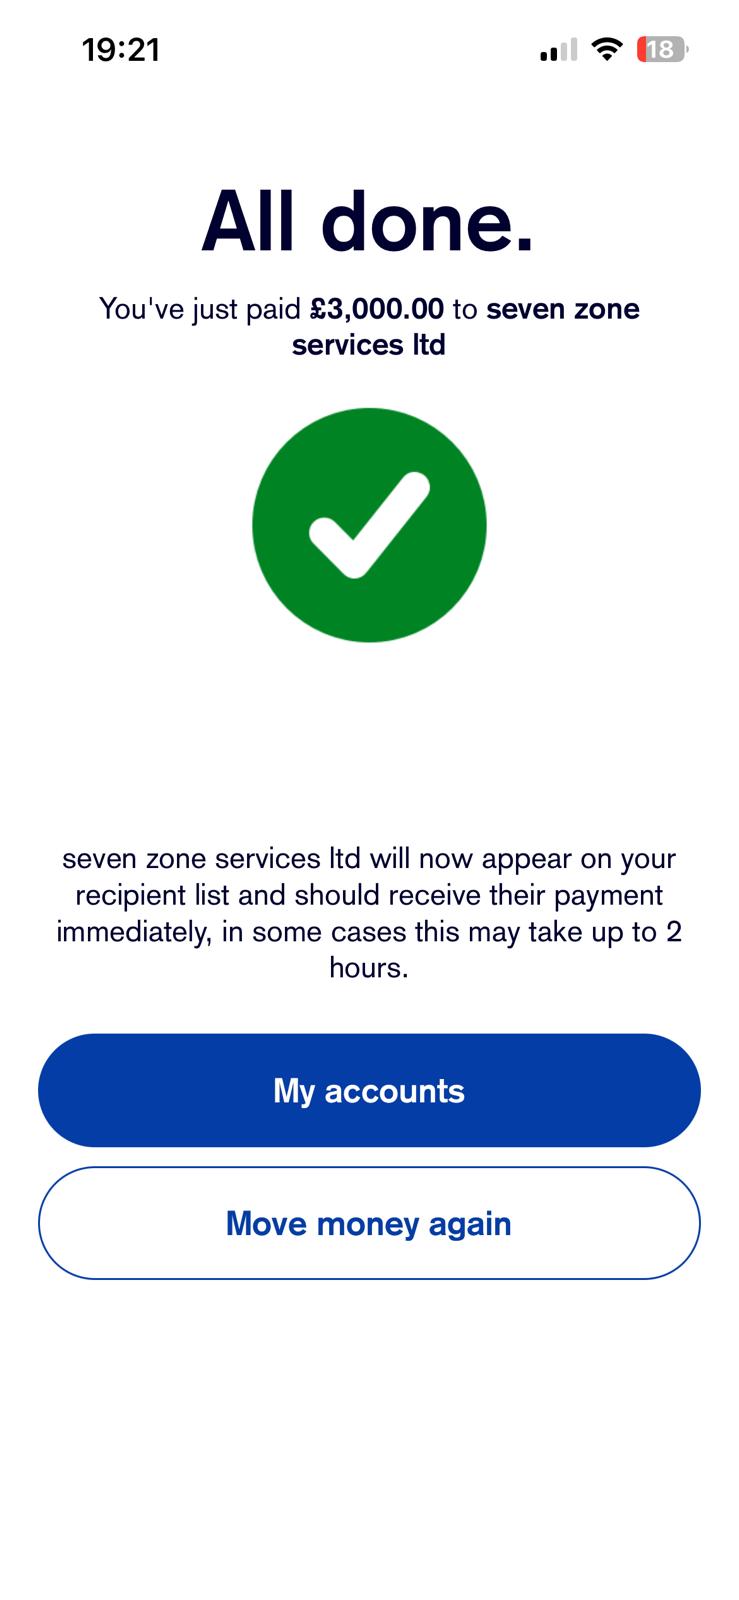 19:21
18
All done.
You've just paid £3,000.00 to seven zone
services ltd
seven zone services ltd will now appear on your
recipient list and should receive their payment
immediately, in some cases this may take up to 2
hours.
My accounts
Move money again